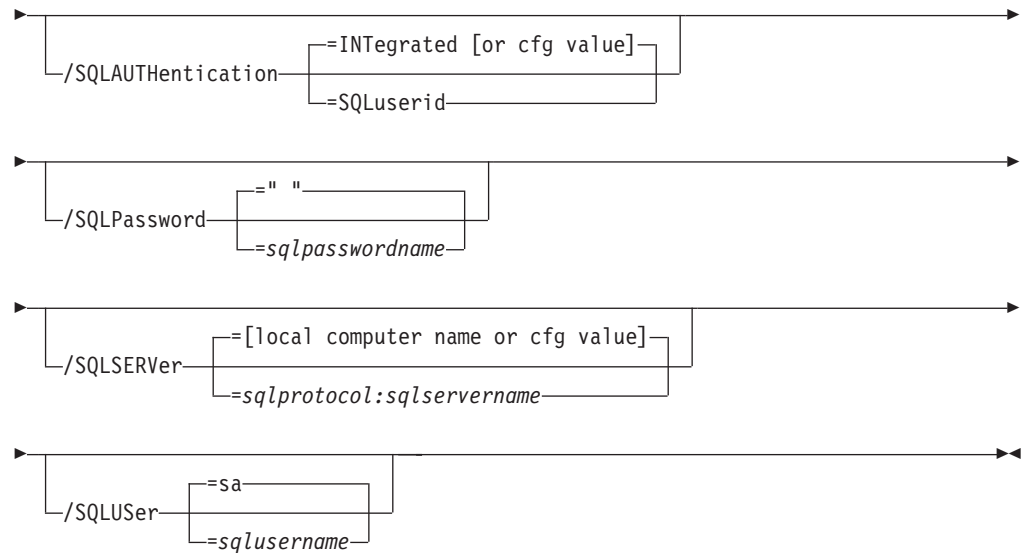 =INTegrated [or cfg value]
/SQLAUTHentication
=SQLuserid
=" "
/SQLPassword
=sqlpasswordname
=[local computer name or cfg value]
/SQLSERVer
=sqlprotocol:sqlservername
=sa
/SQLUSer
=sqlusername